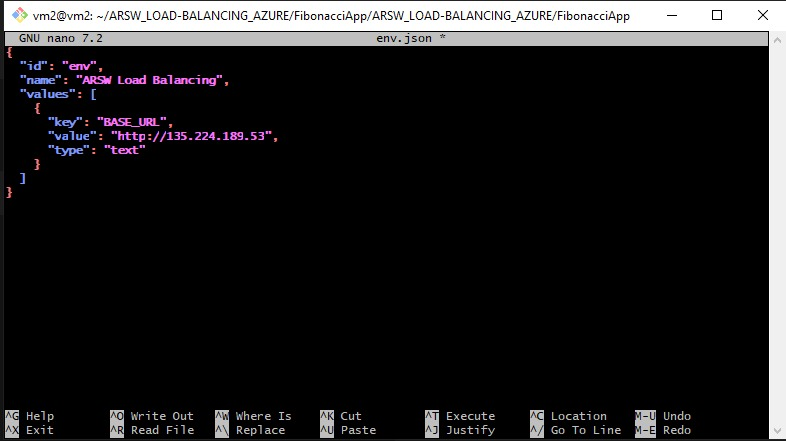 vm2@vm2: ~/ARSW_LOAD-BALANCING_AZURE/FibonacciApp/ARSW_LOAD-BALANCING_AZURE/FibonacciApp
GNU nano 7.2 env.json *
{
  "id": "env",
  "name": "ARSW Load Balancing",
  "values": [
    {
      "key": "BASE_URL",
      "value": "http://135.224.189.53",
      "type": "text"
    }
  ]
}
^G Help ^O Write Out ^W Where Is ^K Cut ^T Execute ^C Location M-U Undo
^X Exit ^R Read File ^\ Replace ^U Paste ^J Justify ^/ Go To Line M-E Redo